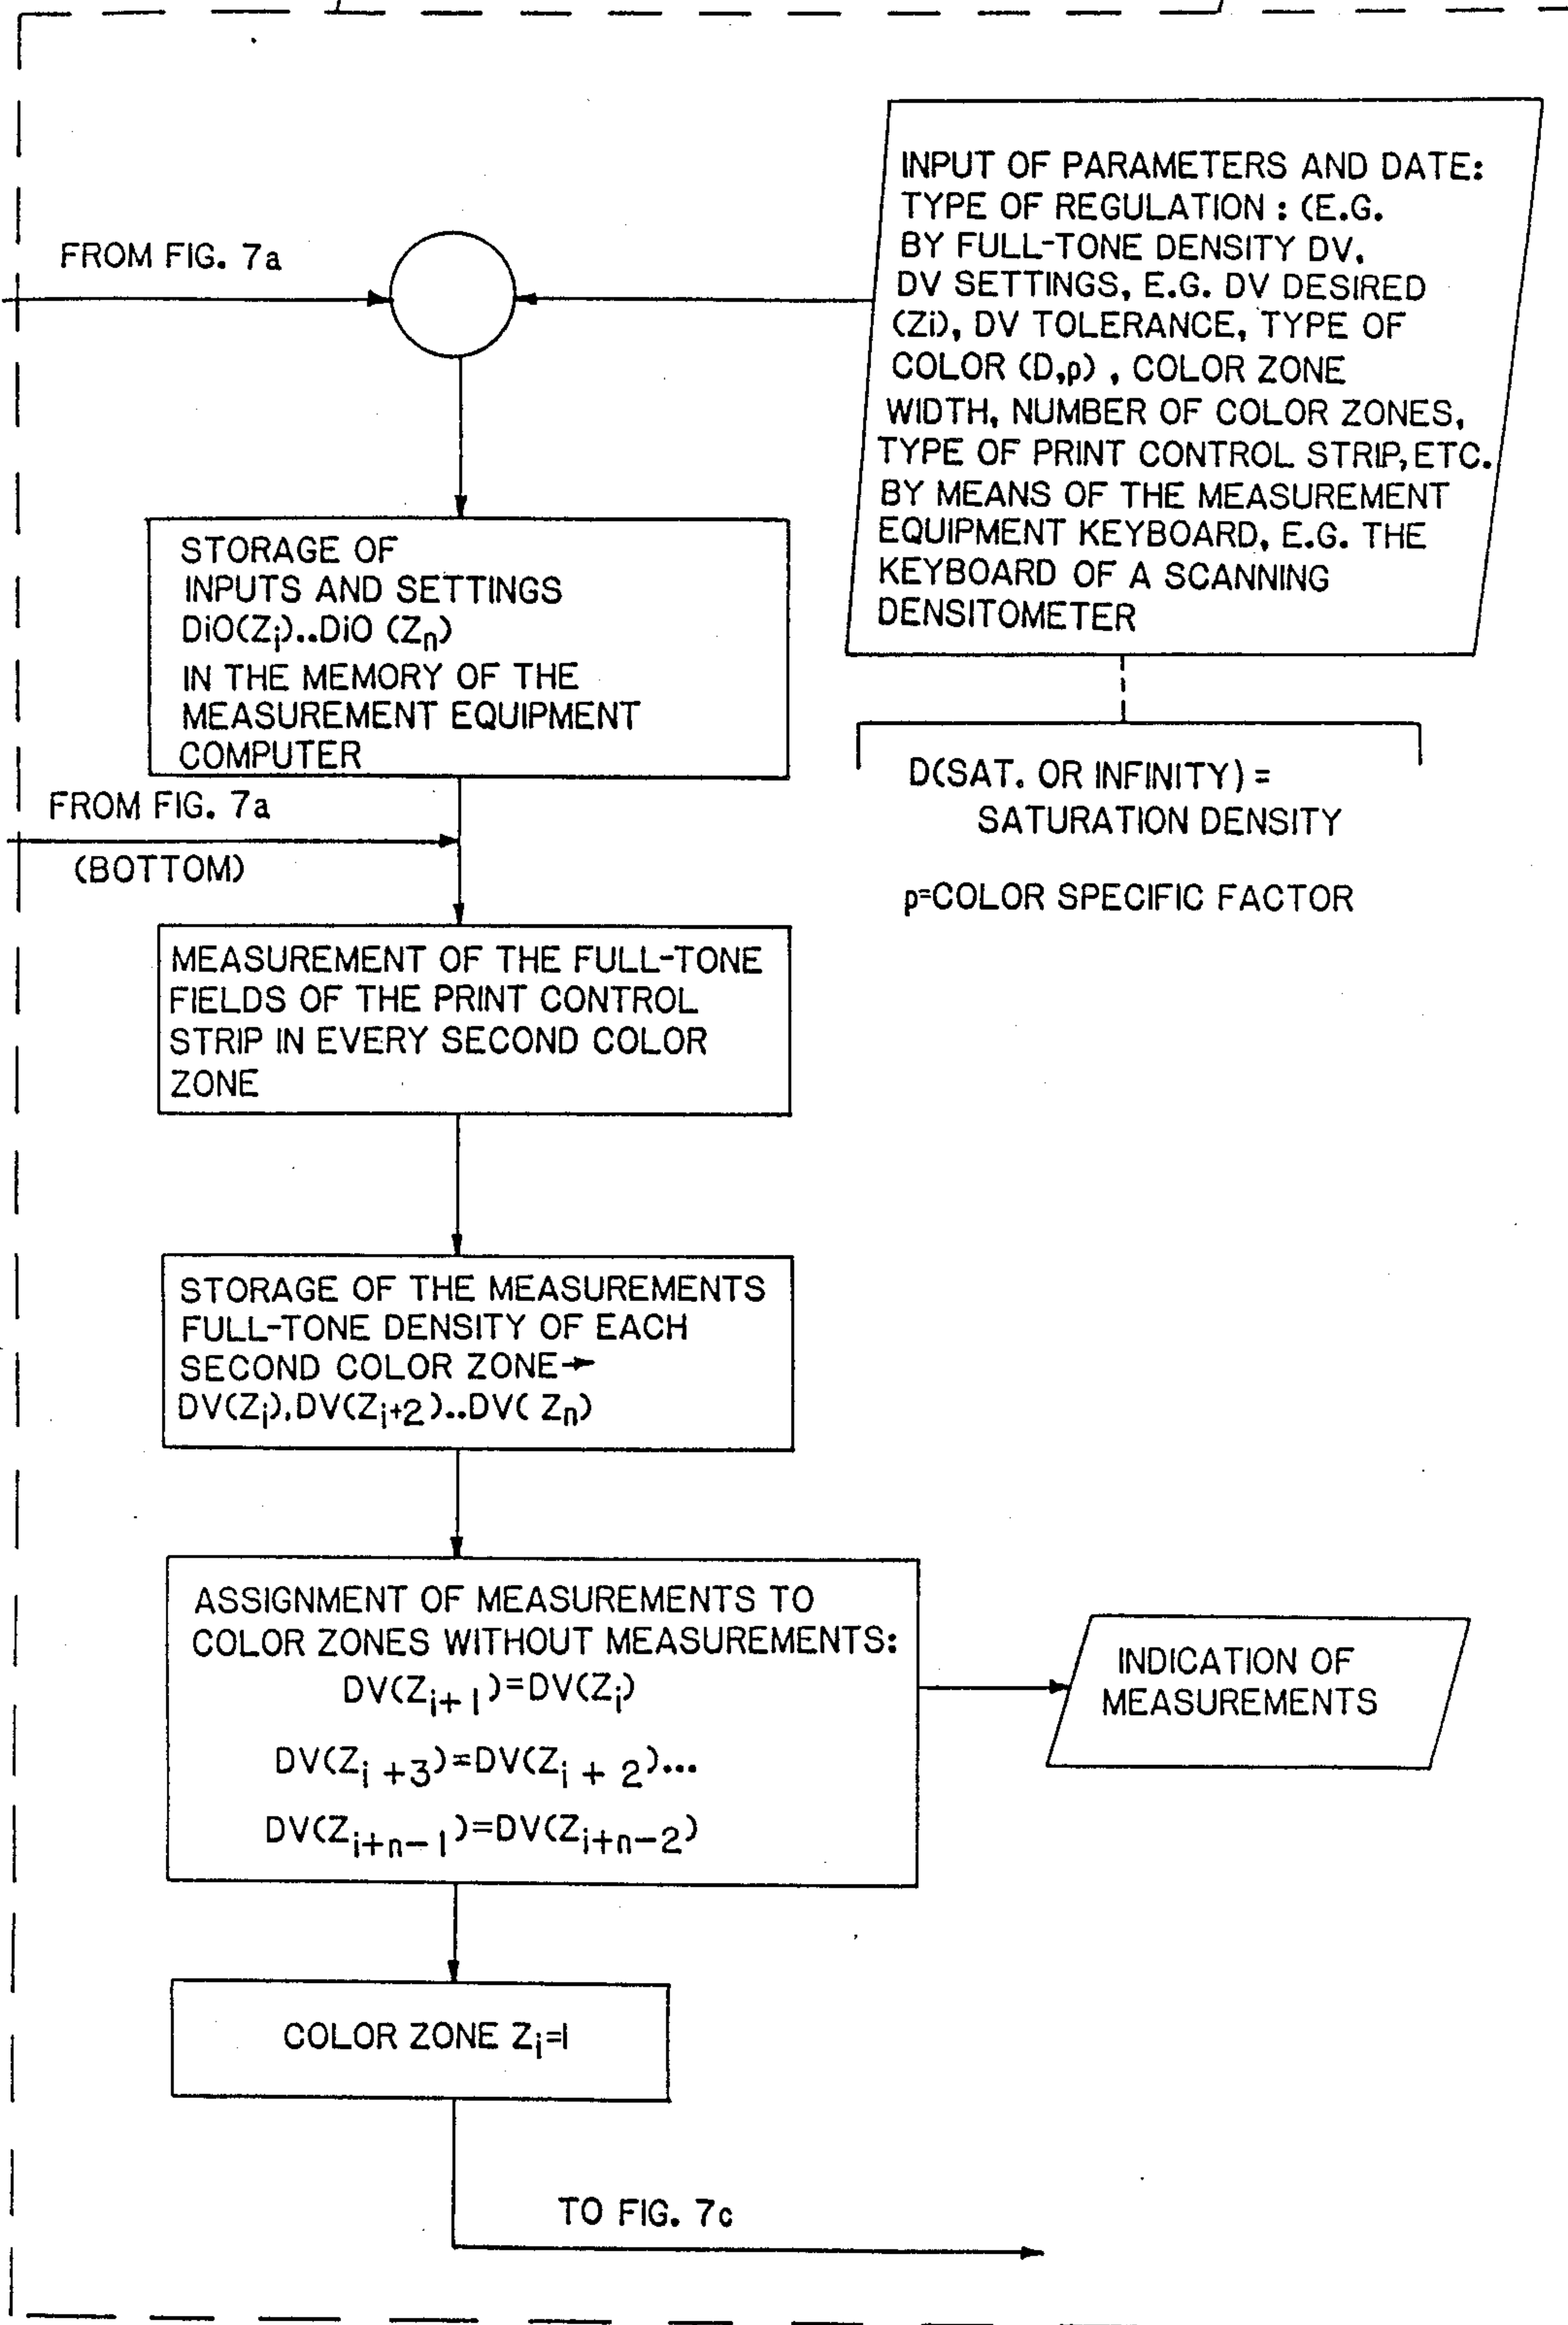 FROM FIG. 7a
INPUT OF PARAMETERS AND DATE:
TYPE OF REGULATION : (E.G.
BY FULL-TONE DENSITY DV.
DV SETTINGS, E.G. DV DESIRED
(Zi), DV TOLERANCE, TYPE OF
COLOR (D,p) , COLOR ZONE
WIDTH, NUMBER OF COLOR ZONES,
TYPE OF PRINT CONTROL STRIP, ETC.
BY MEANS OF THE MEASUREMENT
EQUIPMENT KEYBOARD, E.G. THE
KEYBOARD OF A SCANNING
DENSITOMETER
STORAGE OF
INPUTS AND SETTINGS
DiO(Zi)..DiO (Zn)
IN THE MEMORY OF THE
MEASUREMENT EQUIPMENT
COMPUTER
D(SAT. OR INFINITY) =
SATURATION DENSITY
p=COLOR SPECIFIC FACTOR
FROM FIG. 7a
(BOTTOM)
MEASUREMENT OF THE FULL-TONE
FIELDS OF THE PRINT CONTROL
STRIP IN EVERY SECOND COLOR
ZONE
STORAGE OF THE MEASUREMENTS
FULL-TONE DENSITY OF EACH
SECOND COLOR ZONE→
DV(Zi),DV(Zi+2)..DV( Zn)
ASSIGNMENT OF MEASUREMENTS TO
COLOR ZONES WITHOUT MEASUREMENTS:
DV(Zi+1)=DV(Zi)
DV(Zi +3)=DV(Zi + 2)...
DV(Zi+n-1)=DV(Zi+n-2)
INDICATION OF
MEASUREMENTS
COLOR ZONE Zi=1
TO FIG. 7c